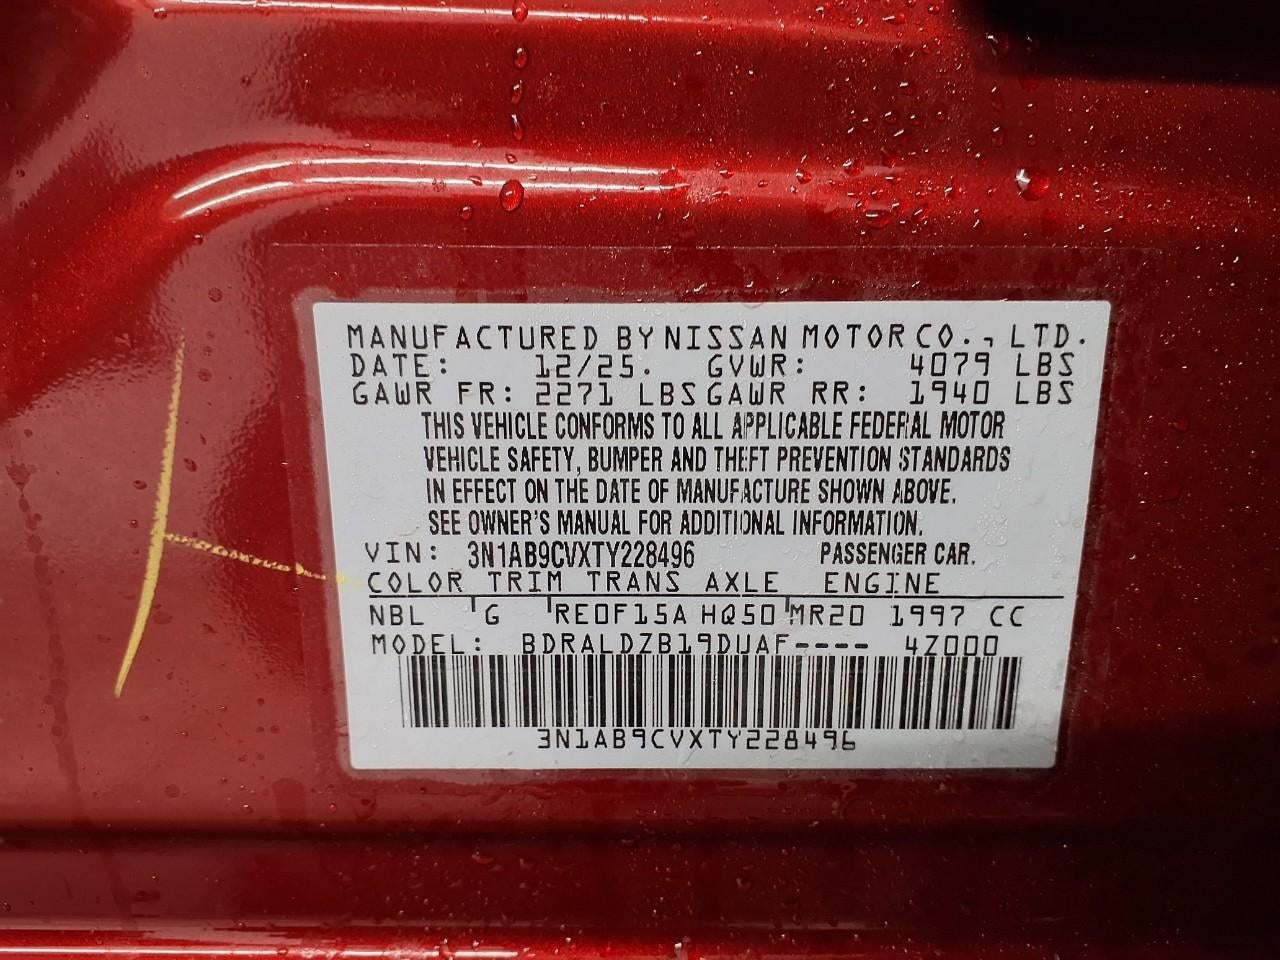 MANUFACTURED BY NISSAN MOTOR CO., LTD.
DATE: 12/25. GVWR: 4079 LBS
GAWR FR: 2271 LBS GAWR RR: 1940 LBS
THIS VEHICLE CONFORMS TO ALL APPLICABLE FEDERAL MOTOR
VEHICLE SAFETY, BUMPER AND THEFT PREVENTION STANDARDS
IN EFFECT ON THE DATE OF MANUFACTURE SHOWN ABOVE.
SEE OWNER'S MANUAL FOR ADDITIONAL INFORMATION.
VIN: 3N1AB9CVXTY228496 PASSENGER CAR.
COLOR TRIM TRANS AXLE ENGINE
NBL G RE0F15A HQ50 MR20 1997 CC
MODEL: BDRALDZB19DUAF---- 4Z000
3N1AB9CVXTY228496